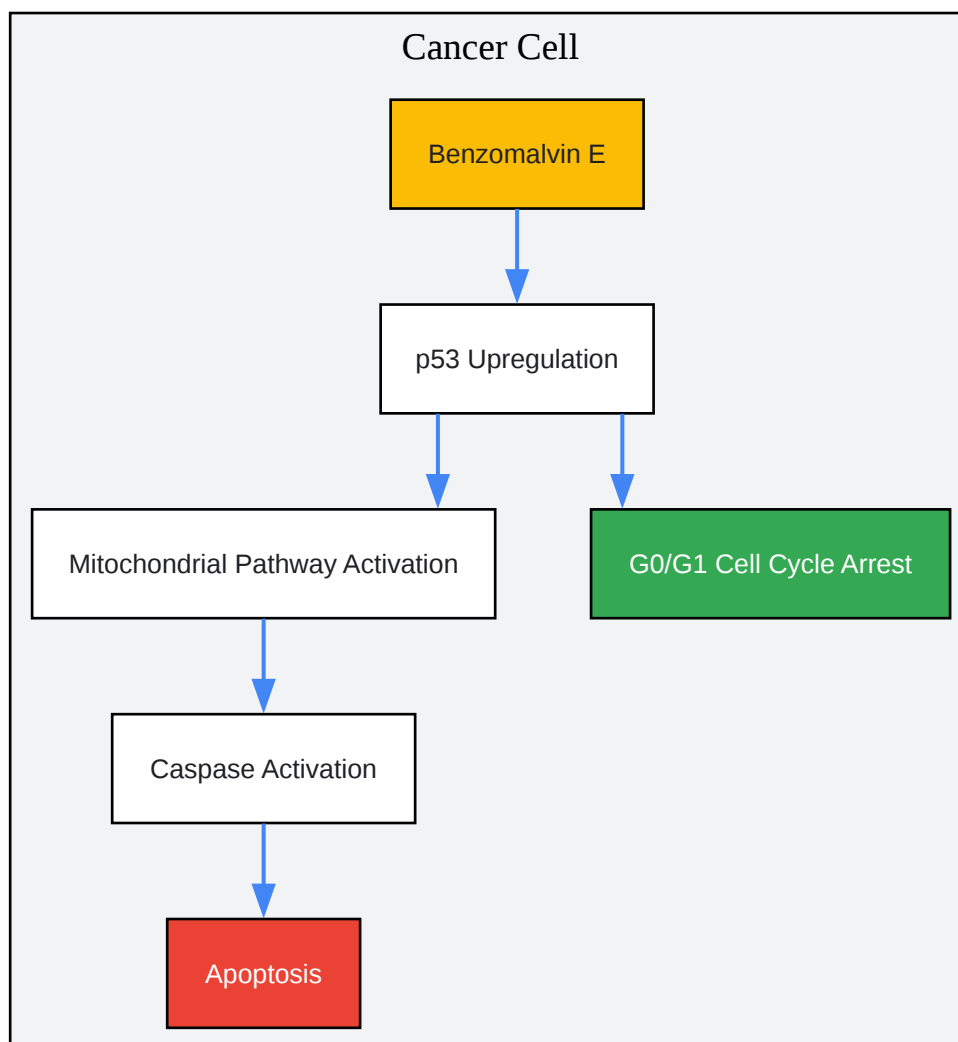 Cancer Cell
Benzomalvin E
p53 Upregulation
Mitochondrial Pathway Activation
G0/G1 Cell Cycle Arrest
Caspase Activation
Apoptosis